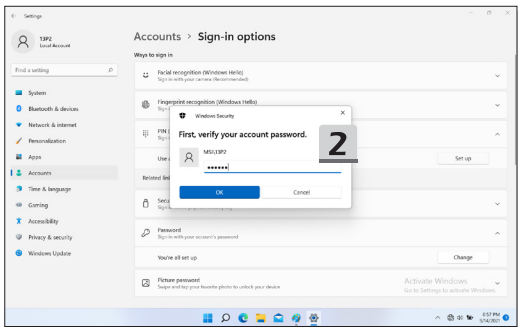 Settings
13P2
Local Account
Find a setting
System
Bluetooth & devices
Network & internet
Personalization
Apps
Accounts
Time & language
Gaming
Accessibility
Privacy & security
Windows Update
Accounts > Sign-in options
Ways to sign in
Facial recognition (Windows Hello)
Sign in with your camera (Recommended)
Fingerprint recognition (Windows Hello)
PIN (
Set up
Windows Security
First, verify your account password.
MSI\13P2
••••••
OK
Cancel
2
Password
Sign in with your account's password
You're all set up
Change
Picture password
Swipe and tap your favorite photo to unlock your device
Activate Windows
Go to Settings to activate Windows.
6:57 PM